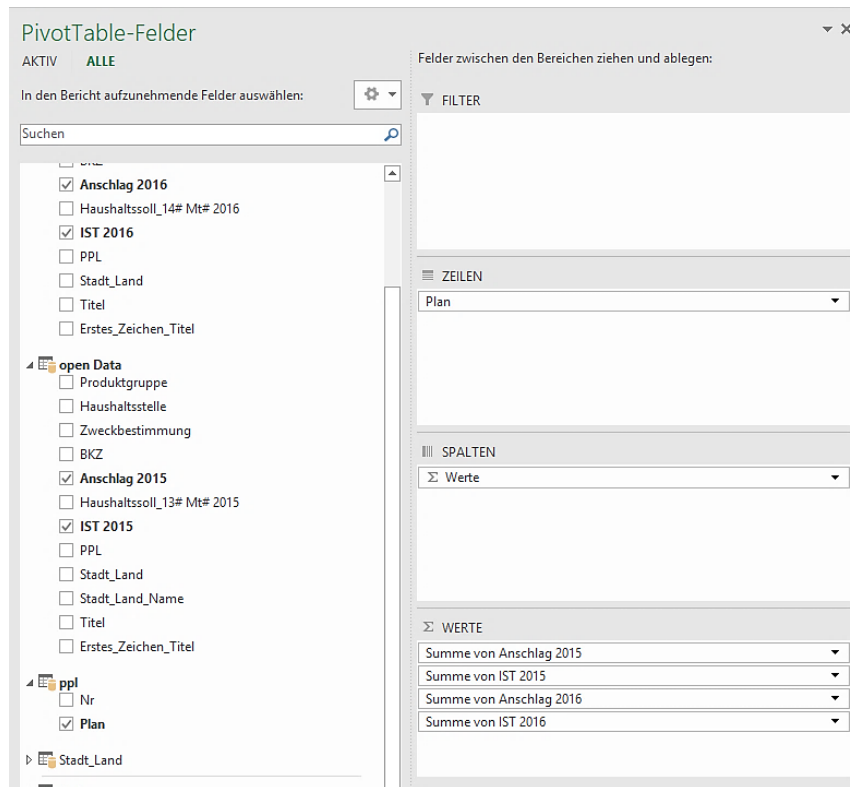 PivotTable-Felder
AKTIV ALLE
In den Bericht aufzunehmende Felder auswählen:
Suchen
BKZ
Anschlag 2016
Haushaltssoll_14# Mt# 2016
IST 2016
PPL
Stadt_Land
Titel
Erstes_Zeichen_Titel
open Data
Produktgruppe
Haushaltsstelle
Zweckbestimmung
BKZ
Anschlag 2015
Haushaltssoll_13# Mt# 2015
IST 2015
PPL
Stadt_Land
Stadt_Land_Name
Titel
Erstes_Zeichen_Titel
ppl
Nr
Plan
Stadt_Land
Felder zwischen den Bereichen ziehen und ablegen:
FILTER
ZEILEN
Plan
SPALTEN
Σ Werte
Σ WERTE
Summe von Anschlag 2015
Summe von IST 2015
Summe von Anschlag 2016
Summe von IST 2016